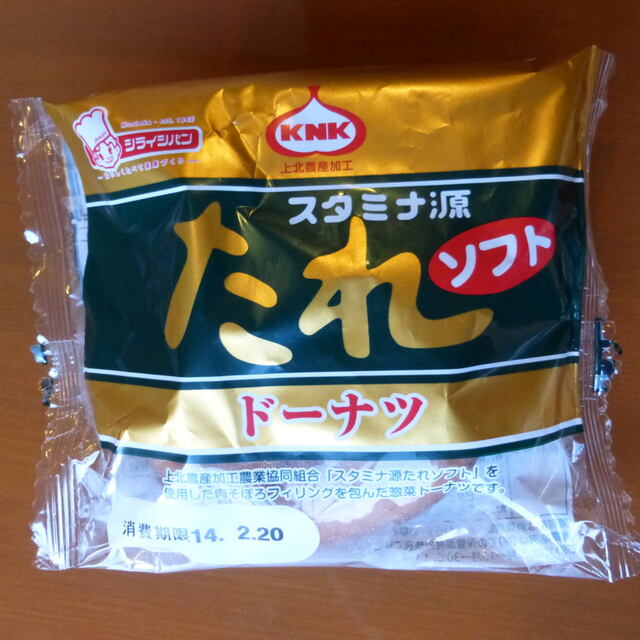 Morioka - est. 1948
シライシパン
KNK
上北農産加工
スタミナ源
たれ
ソフト
ドーナツ
上北農産加工農業協同組合「スタミナ源たれソフト」を
使用した肉そぼろフィリングを包んだ惣菜ドーナツです。
消費期限14. 2.20